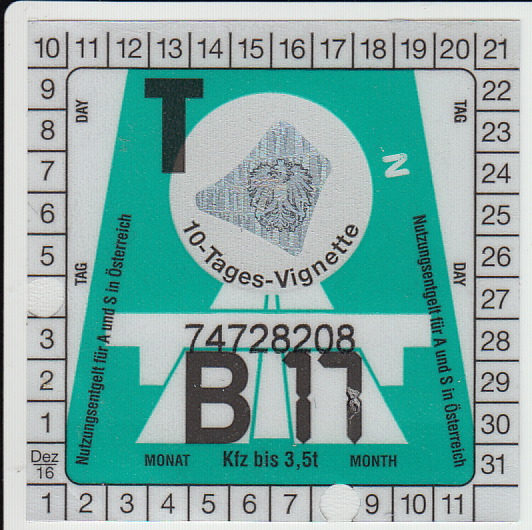 10 11 12 13 14 15 16 17 18 19 20 21
9 22
8 23
7 24
6 25
5 26
27
3 28
2 29
1 30
Dez 16
31
1 2 3 4 5 6 7 9 10 11
DAY
TAG
T
N
10-Tages-Vignette
Nutzungsentgelt für A und S in Österreich
Nutzungsentgelt für A und S in Österreich
TAG
DAY
74728208
B 17
MONAT Kfz bis 3,5t MONTH